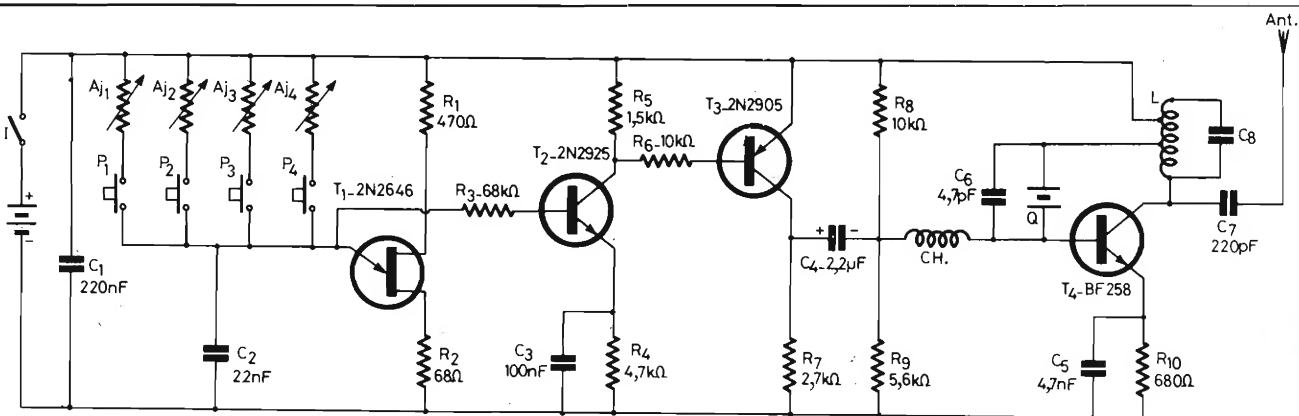 Ant.
Aj1
Aj2
Aj3
Aj4
R1
470Ω
R5
1,5kΩ
T3_2N2905
R8
10kΩ
L
C8
I
+
-
P1
P2
P3
P4
T1_2N2646
R3_68kΩ
T2_2N2925
R6_10kΩ
C6
4,7pF
Q
C7
220pF
C1
220nF
+ -
C4_2,2µF
CH.
T4_BF258
C2
22nF
R2
68Ω
C3
100nF
R4
4,7kΩ
R7
2,7kΩ
R9
5,6kΩ
C5
4,7nF
R10
680Ω